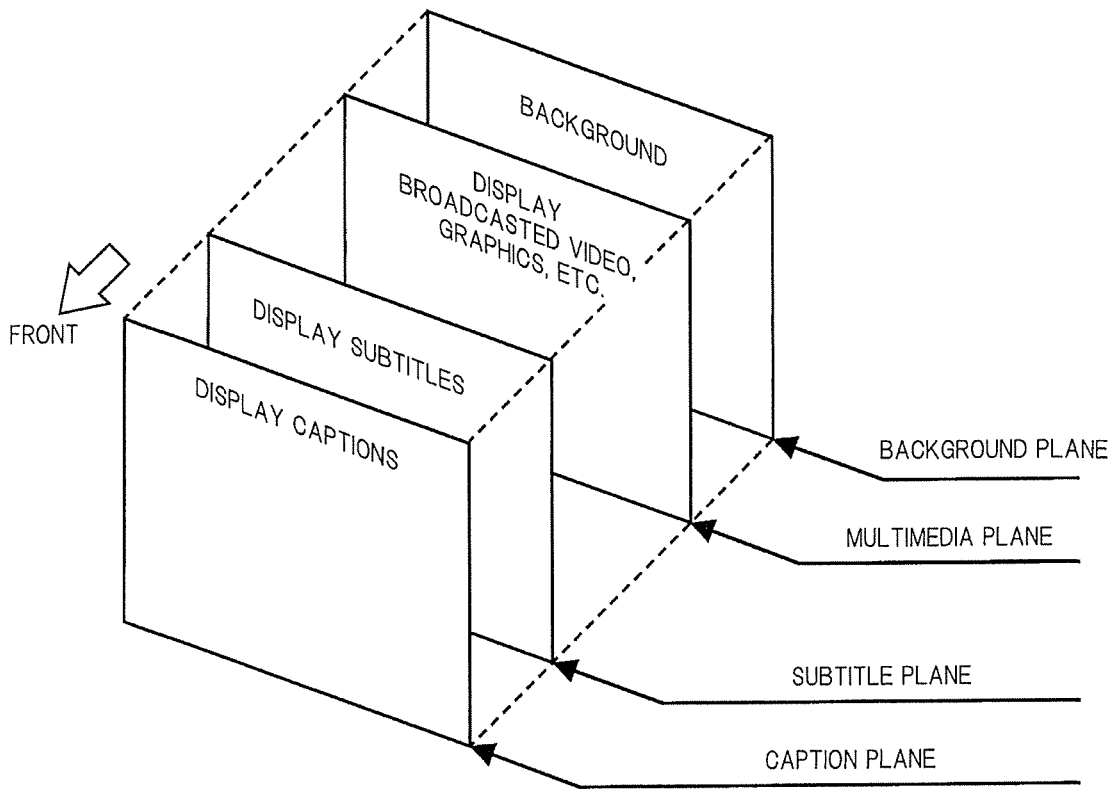 BACKGROUND
DISPLAY
BROADCASTED VIDEO,
GRAPHICS, ETC.
FRONT
DISPLAY SUBTITLES
DISPLAY CAPTIONS
BACKGROUND PLANE
MULTIMEDIA PLANE
SUBTITLE PLANE
CAPTION PLANE